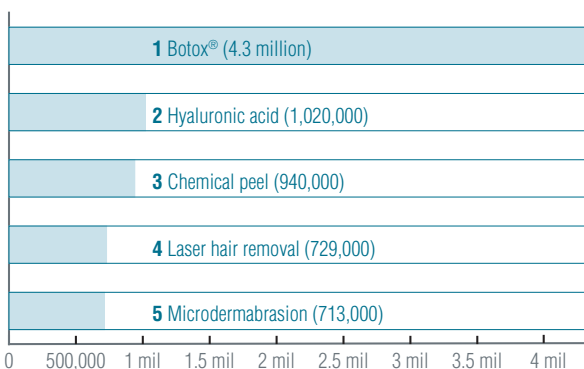 1 Botox® (4.3 million)
2 Hyaluronic acid (1,020,000)
3 Chemical peel (940,000)
4 Laser hair removal (729,000)
5 Microdermabrasion (713,000)
0 500,000 1 mil 1.5 mil 2 mil 2.5 mil 3 mil 3.5 mil 4 mil